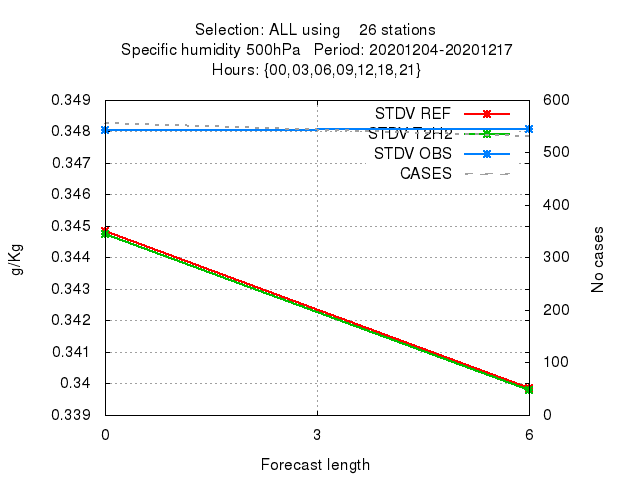 Selection: ALL using 26 stations
Specific humidity 500hPa Period: 20201204-20201217
Hours: {00,03,06,09,12,18,21}
0.349
0.348
0.347
0.346
0.345
0.344
0.343
0.342
0.341
0.34
0.339
600
500
400
300
200
100
0
STDV REF
STDV T2H2
STDV OBS
CASES
g/Kg
No cases
0
3
6
Forecast length